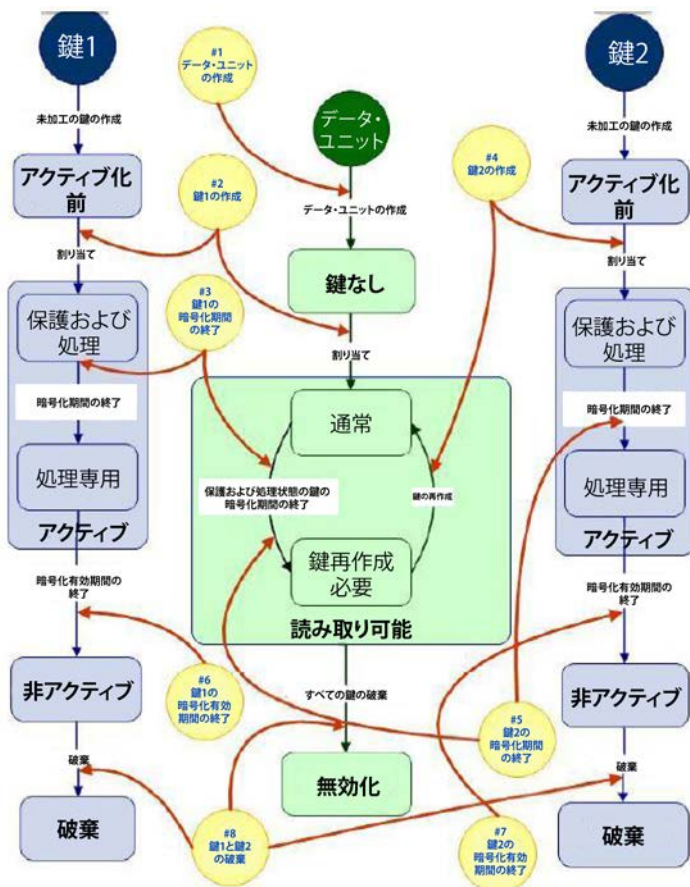 鍵1
未加工の鍵の作成
アクティブ化
前
割り当て
保護および
処理
暗号化期間の終了
処理専用
アクティブ
暗号化有効期間の
終了
非アクティブ
破棄
破棄
#1
データ・ユニット
の作成
#2
鍵1の作成
#3
鍵1の
暗号化期間
の終了
#6
鍵1の
暗号化有効
期間の終了
#8
鍵1と鍵2
の破棄
データ・
ユニット
データ・ユニットの作成
鍵なし
割り当て
通常
保護および処理状態の鍵の
暗号化期間の終了
鍵の再作成
鍵再作成
必要
読み取り可能
すべての鍵の破棄
無効化
#4
鍵2の作成
#5
鍵2の
暗号化期間
の終了
#7
鍵2の
暗号化有効
期間の終了
鍵2
未加工の鍵の作成
アクティブ化
前
割り当て
保護および
処理
暗号化期間の終了
処理専用
アクティブ
暗号化有効期間の
終了
非アクティブ
破棄
破棄